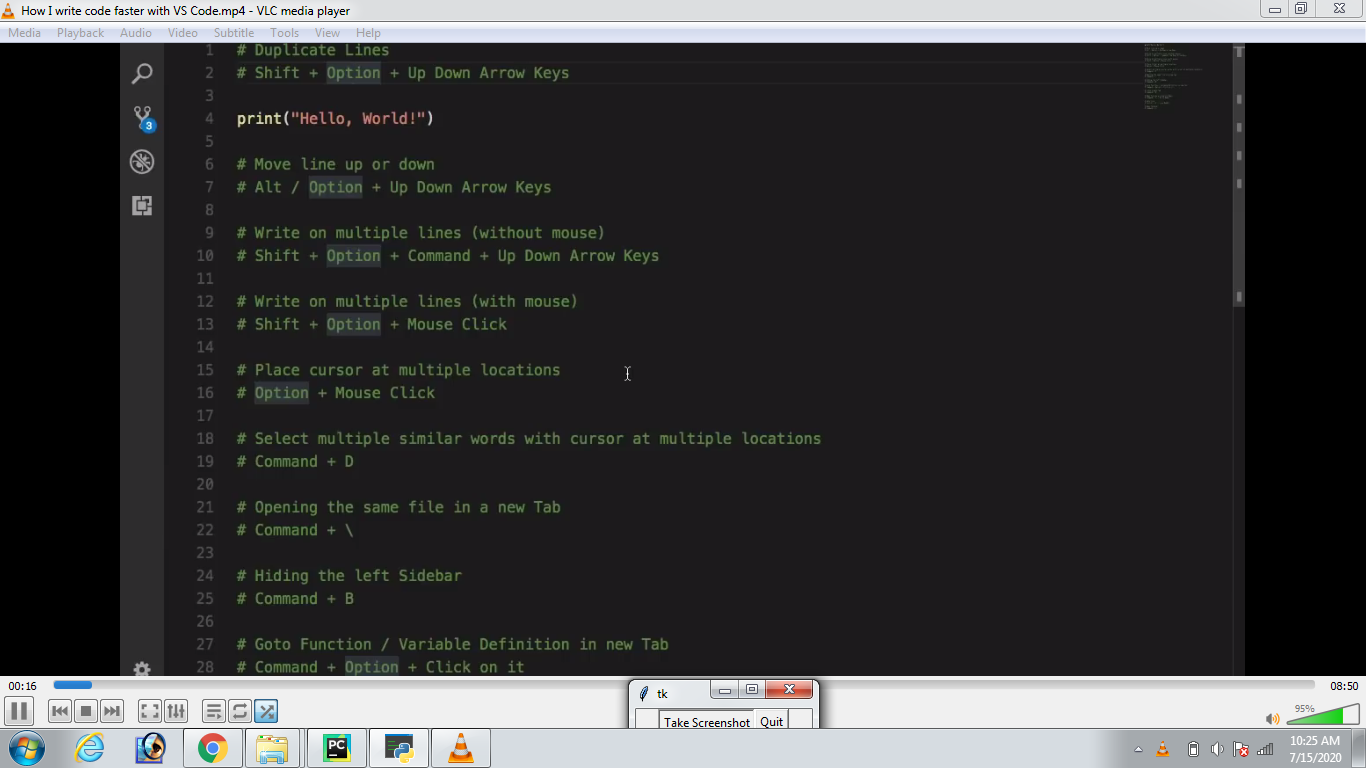 How I write code faster with VS Code.mp4 - VLC media player
Media Playback Audio Video Subtitle Tools View Help
1 # Duplicate Lines
2 # Shift + Option + Up Down Arrow Keys
3
4 print("Hello, World!")
5
6 # Move line up or down
7 # Alt / Option + Up Down Arrow Keys
8
9 # Write on multiple lines (without mouse)
10 # Shift + Option + Command + Up Down Arrow Keys
11
12 # Write on multiple lines (with mouse)
13 # Shift + Option + Mouse Click
14
15 # Place cursor at multiple locations
16 # Option + Mouse Click
17
18 # Select multiple similar words with cursor at multiple locations
19 # Command + D
20
21 # Opening the same file in a new Tab
22 # Command + \
23
24 # Hiding the left Sidebar
25 # Command + B
26
27 # Goto Function / Variable Definition in new Tab
28 # Command + Option + Click on it
3
00:16
08:50
tk
Take Screenshot Quit
95%
PC
10:25 AM
7/15/2020